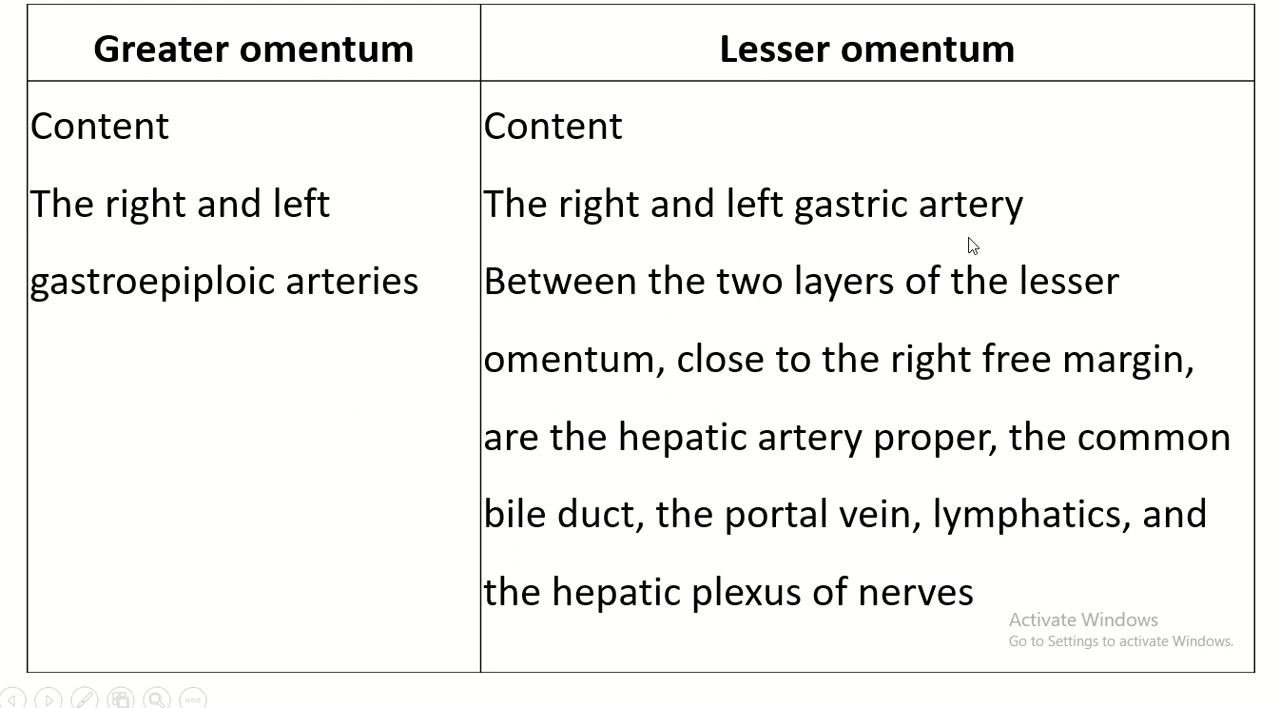 Greater omentum
Lesser omentum
Content
The right and left
gastroepiploic arteries
Content
The right and left gastric artery
Between the two layers of the lesser
omentum, close to the right free margin,
are the hepatic artery proper, the common
bile duct, the portal vein, lymphatics, and
the hepatic plexus of nerves
Activate Windows
Go to Settings to activate Windows.